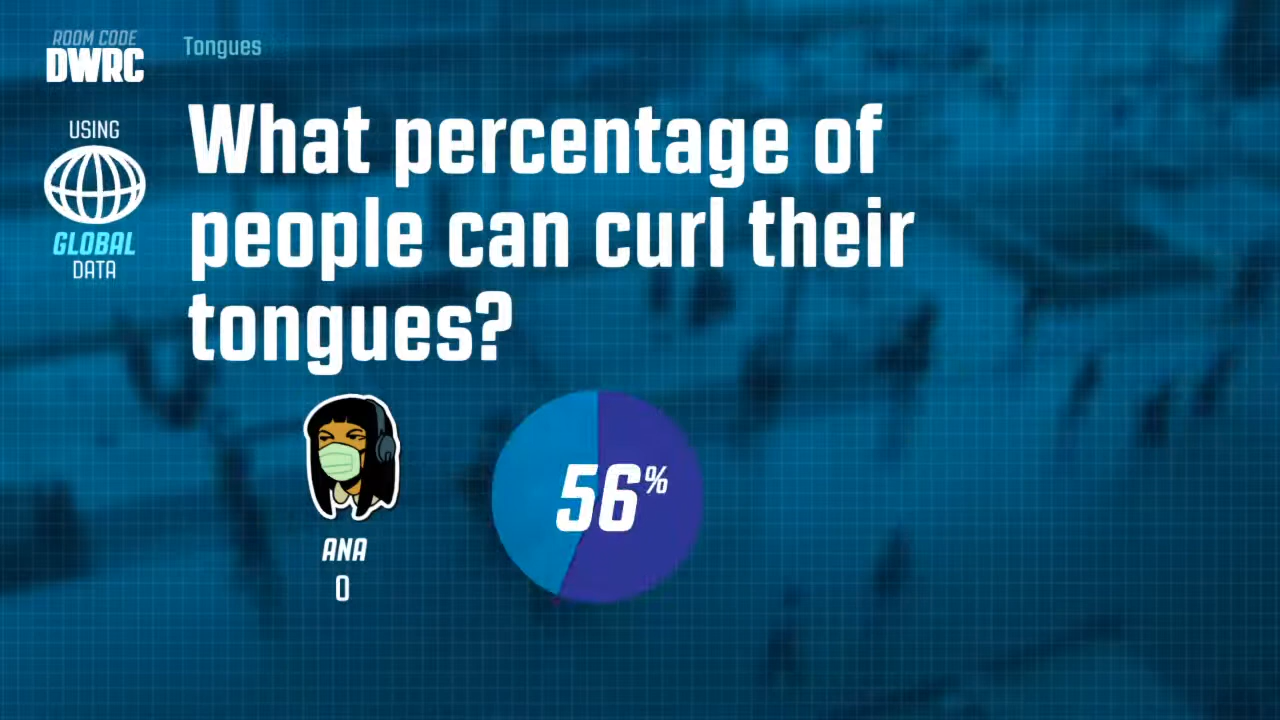 ROOM CODE
DWRC
Tongues
USING
GLOBAL
DATA
What percentage of
people can curl their
tongues?
56%
ANA
0